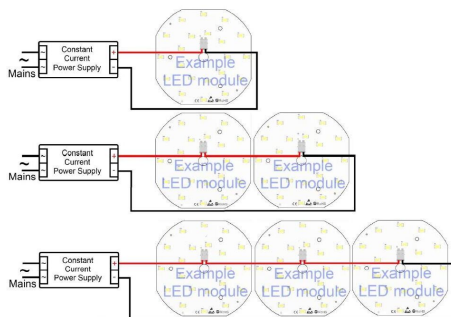 ~ Mains
Constant
Current
Power Supply
+
-
Example
LED module
~ Mains
Constant
Current
Power Supply
+
-
Example
LED module
Example
LED module
~ Mains
Constant
Current
Power Supply
+
-
Example
LED module
Example
LED module
Example
LED module